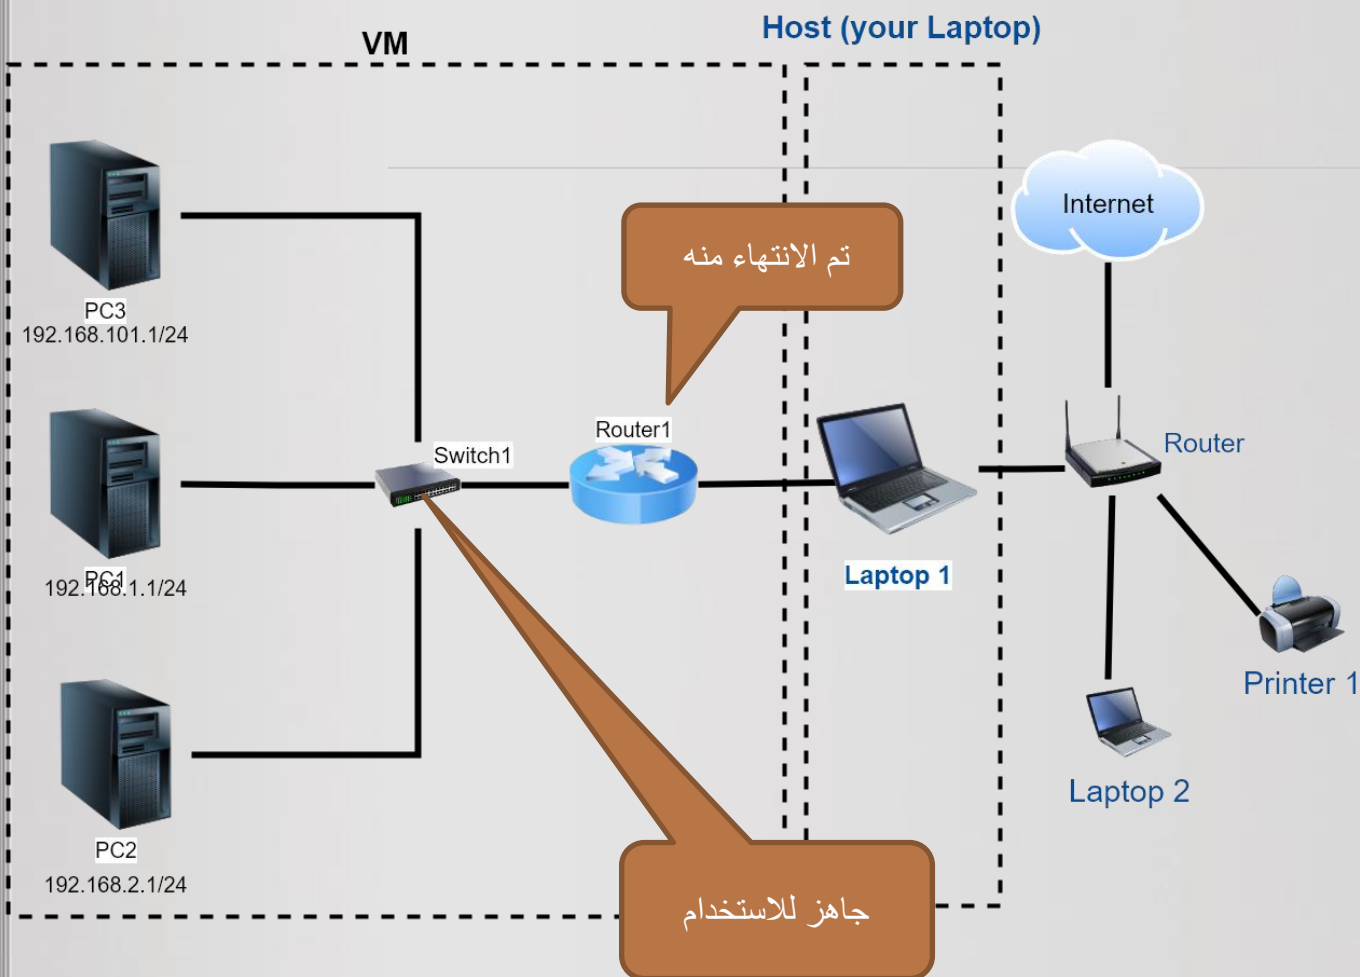 Host (your Laptop)
VM
Internet
تم الانتهاء منه
PC3
192.168.101.1/24
Router1
Switch1
Router
PC1
192.168.1.1/24
Laptop 1
Printer 1
Laptop 2
PC2
192.168.2.1/24
جاهز للاستخدام